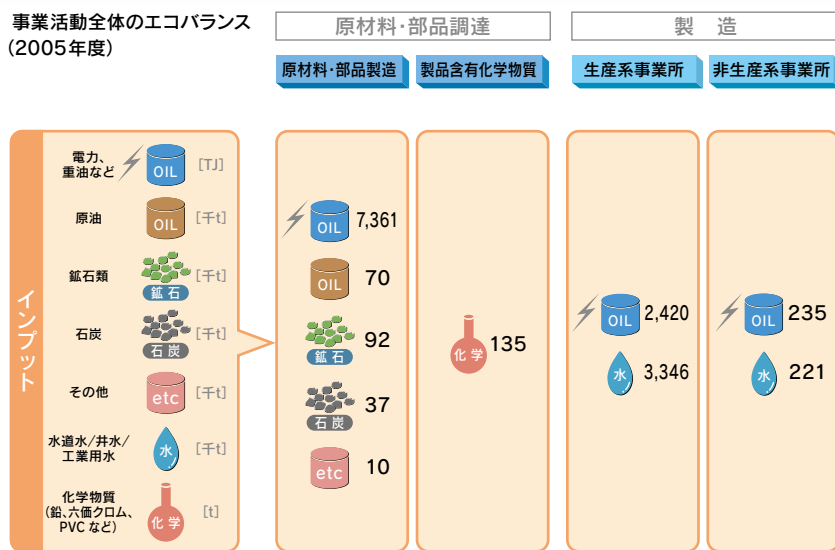 事業活動全体のエコバランス
(2005年度)
原材料・部品調達
製造
原材料・部品製造
製品含有化学物質
生産系事業所
非生産系事業所
インプット
電力、
重油など
OIL
[TJ]
原油
OIL
[千t]
鉱石類
鉱石
[千t]
石炭
石炭
[千t]
その他
etc
[千t]
水道水/井水/
工業用水
水
[千t]
化学物質
(鉛、六価クロム、
PVC など)
化学
[t]
OIL 7,361
OIL 70
鉱石 92
石炭 37
etc 10
化学 135
OIL 2,420
水 3,346
OIL 235
水 221